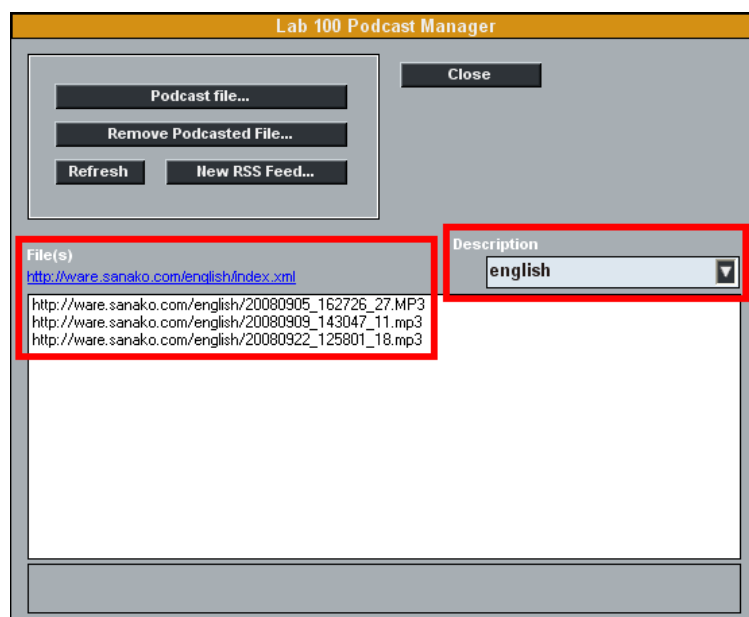 Lab 100 Podcast Manager
Close
Podcast file...
Remove Podcasted File...
Refresh
New RSS Feed...
File(s)
Description
http://ware.sanako.com/english/index.xml
english
http://ware.sanako.com/english/20080905_162726_27.MP3
http://ware.sanako.com/english/20080909_143047_11.mp3
http://ware.sanako.com/english/20080922_125801_18.mp3